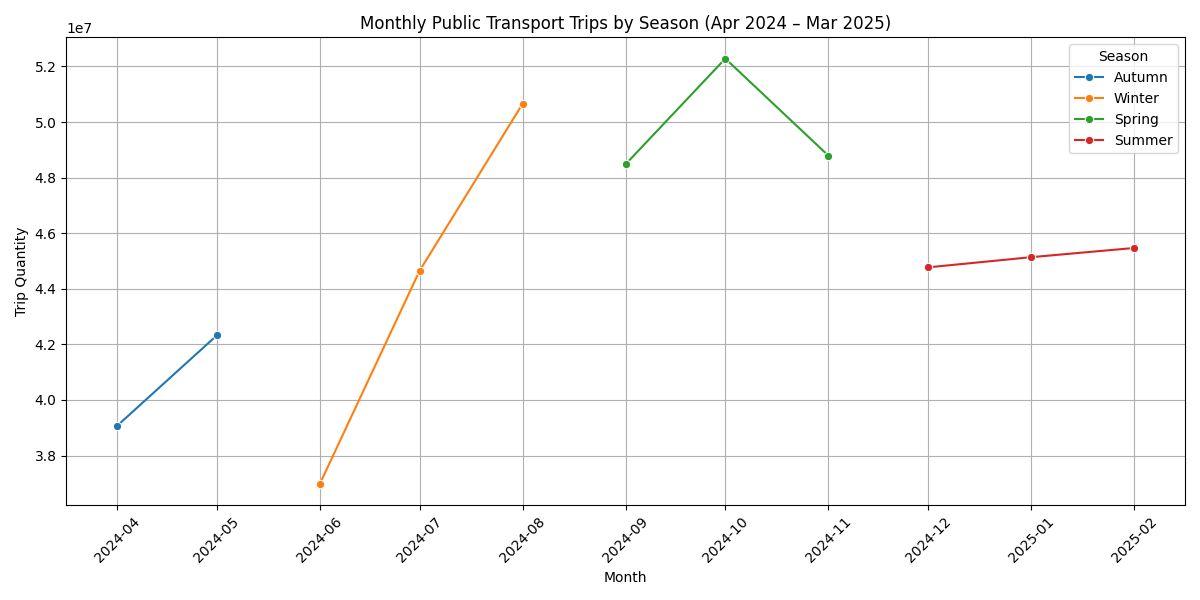 Monthly Public Transport Trips by Season (Apr 2024 – Mar 2025)
1e7
Season
Autumn
Winter
Spring
Summer
5.2
5.0
4.8
4.6
4.4
4.2
4.0
3.8
Trip Quantity
2024-04
2024-05
2024-06
2024-07
2024-08
2024-09
2024-10
2024-11
2024-12
2025-01
2025-02
Month